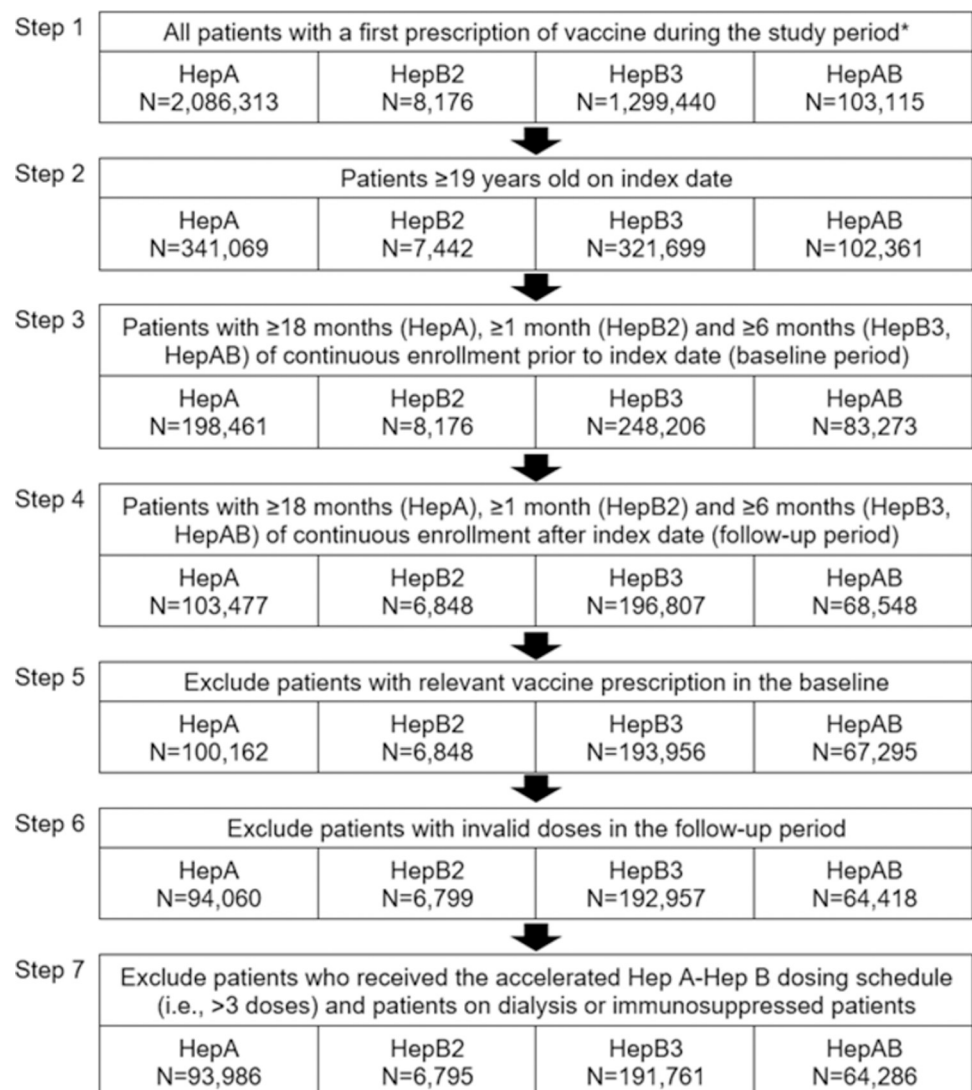 Step 1
All patients with a first prescription of vaccine during the study period*
HepA HepB2 HepB3 HepAB
N=2,086,313 N=8,176 N=1,299,440 N=103,115
Step 2
Patients ≥19 years old on index date
HepA HepB2 HepB3 HepAB
N=341,069 N=7,442 N=321,699 N=102,361
Step 3
Patients with ≥18 months (HepA), ≥1 month (HepB2) and ≥6 months (HepB3,
HepAB) of continuous enrollment prior to index date (baseline period)
HepA HepB2 HepB3 HepAB
N=198,461 N=8,176 N=248,206 N=83,273
Step 4
Patients with ≥18 months (HepA), ≥1 month (HepB2) and ≥6 months (HepB3,
HepAB) of continuous enrollment after index date (follow-up period)
HepA HepB2 HepB3 HepAB
N=103,477 N=6,848 N=196,807 N=68,548
Step 5
Exclude patients with relevant vaccine prescription in the baseline
HepA HepB2 HepB3 HepAB
N=100,162 N=6,848 N=193,956 N=67,295
Step 6
Exclude patients with invalid doses in the follow-up period
HepA HepB2 HepB3 HepAB
N=94,060 N=6,799 N=192,957 N=64,418
Step 7
Exclude patients who received the accelerated Hep A-Hep B dosing schedule
(i.e., >3 doses) and patients on dialysis or immunosuppressed patients
HepA HepB2 HepB3 HepAB
N=93,986 N=6,795 N=191,761 N=64,286